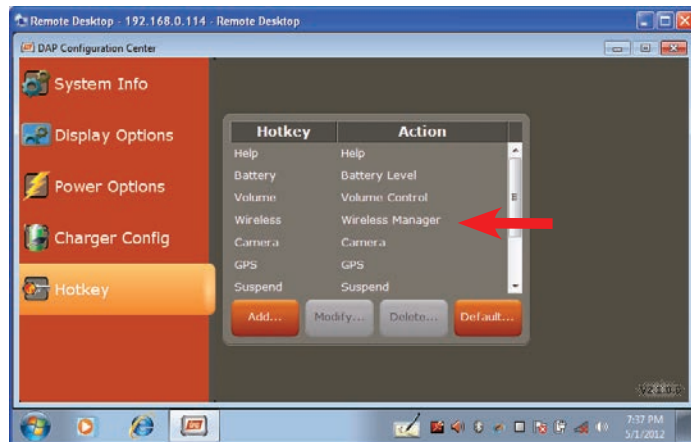 Remote Desktop - 192.168.0.114 - Remote Desktop
DAP Configuration Center
System Info
Display Options
Power Options
Charger Config
Hotkey
Hotkey Action
Help Help
Battery Battery Level
Volume Volume Control
Wireless Wireless Manager
Camera Camera
GPS GPS
Suspend Suspend
Add... Modify... Delete... Default...
7:37 PM
5/1/2012